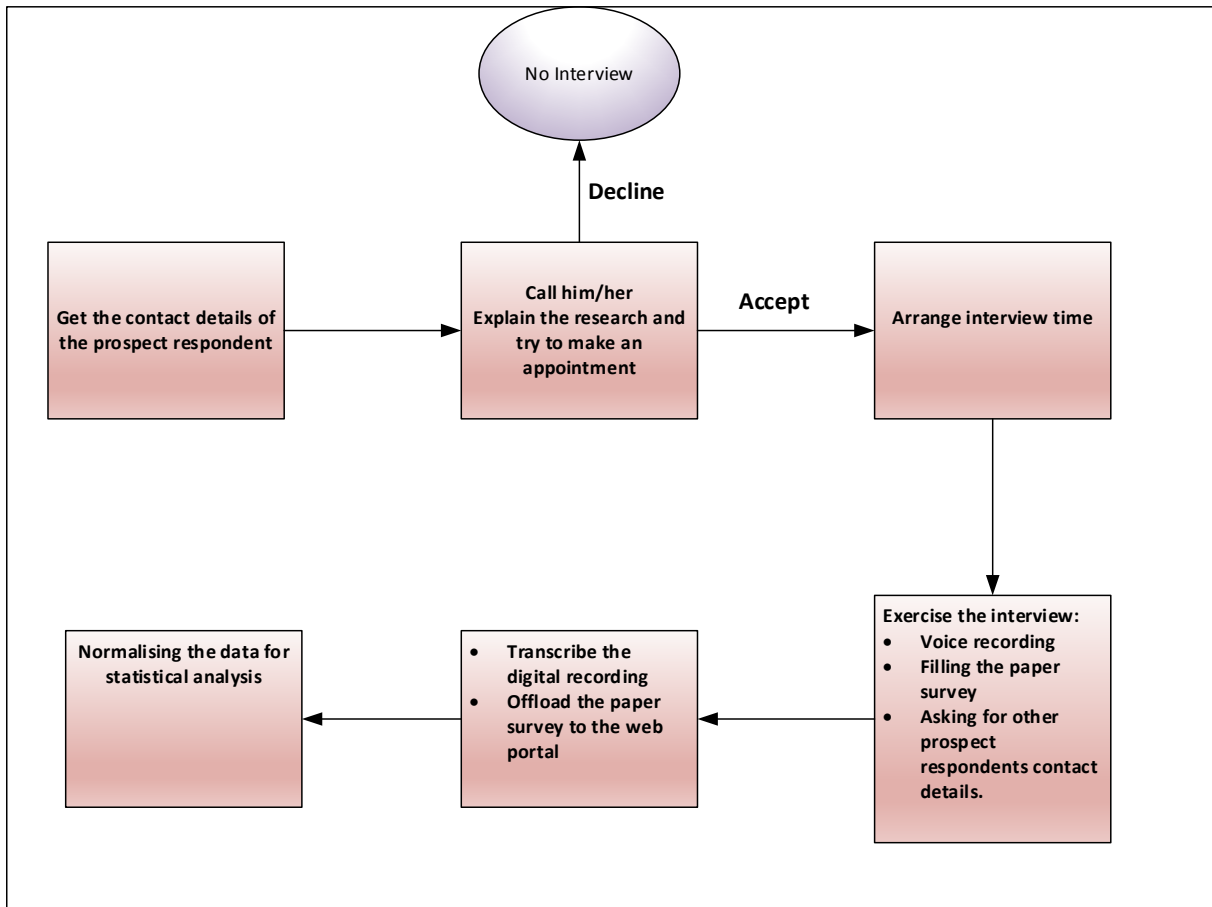 No Interview
Decline
Get the contact details of
the prospect respondent
Call him/her
Explain the research and
try to make an
appointment
Accept
Arrange interview time
Exercise the interview:
• Voice recording
• Filling the paper
survey
• Asking for other
prospect
respondents contact
details.
• Transcribe the
digital recording
• Offload the paper
survey to the web
portal
Normalising the data for
statistical analysis